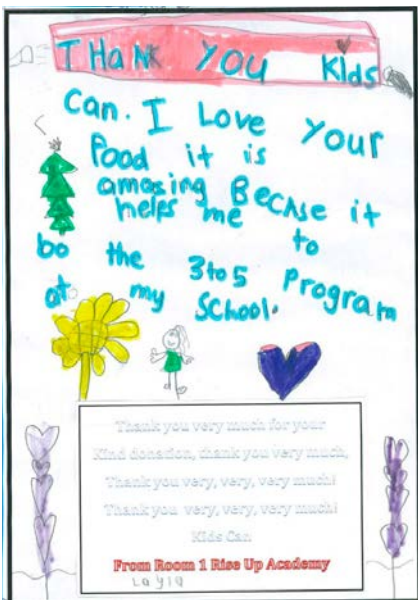 THaNK YOU KIds
Can. I Love Your
food it is
amasing BeCAse it
helps me to
bo the 3to5 Program
at my SChool.
Thank you very much for your
Kind donation, thank you very much,
Thank you very, very, very much!
Thank you very, very, very much!
Kids Can
From Room 1 Rise Up Academy
Layla